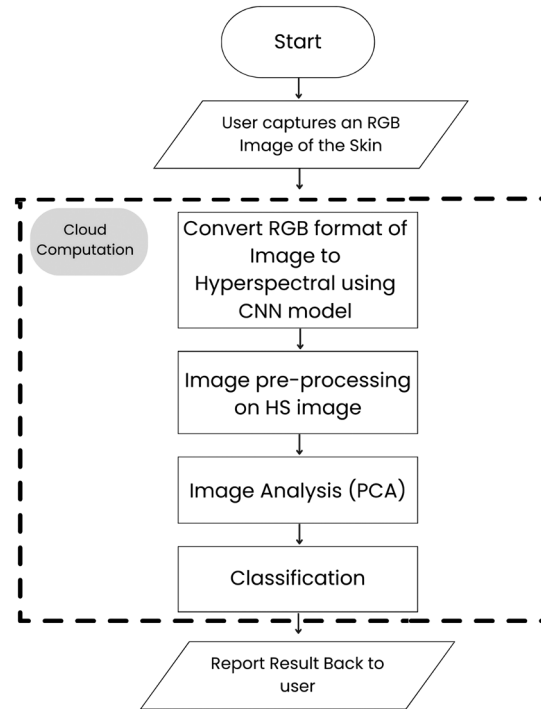 Start
User captures an RGB
Image of the Skin
Cloud
Computation
Convert RGB format of
Image to
Hyperspectral using
CNN model
Image pre-processing
on HS image
Image Analysis (PCA)
Classification
Report Result Back to
user